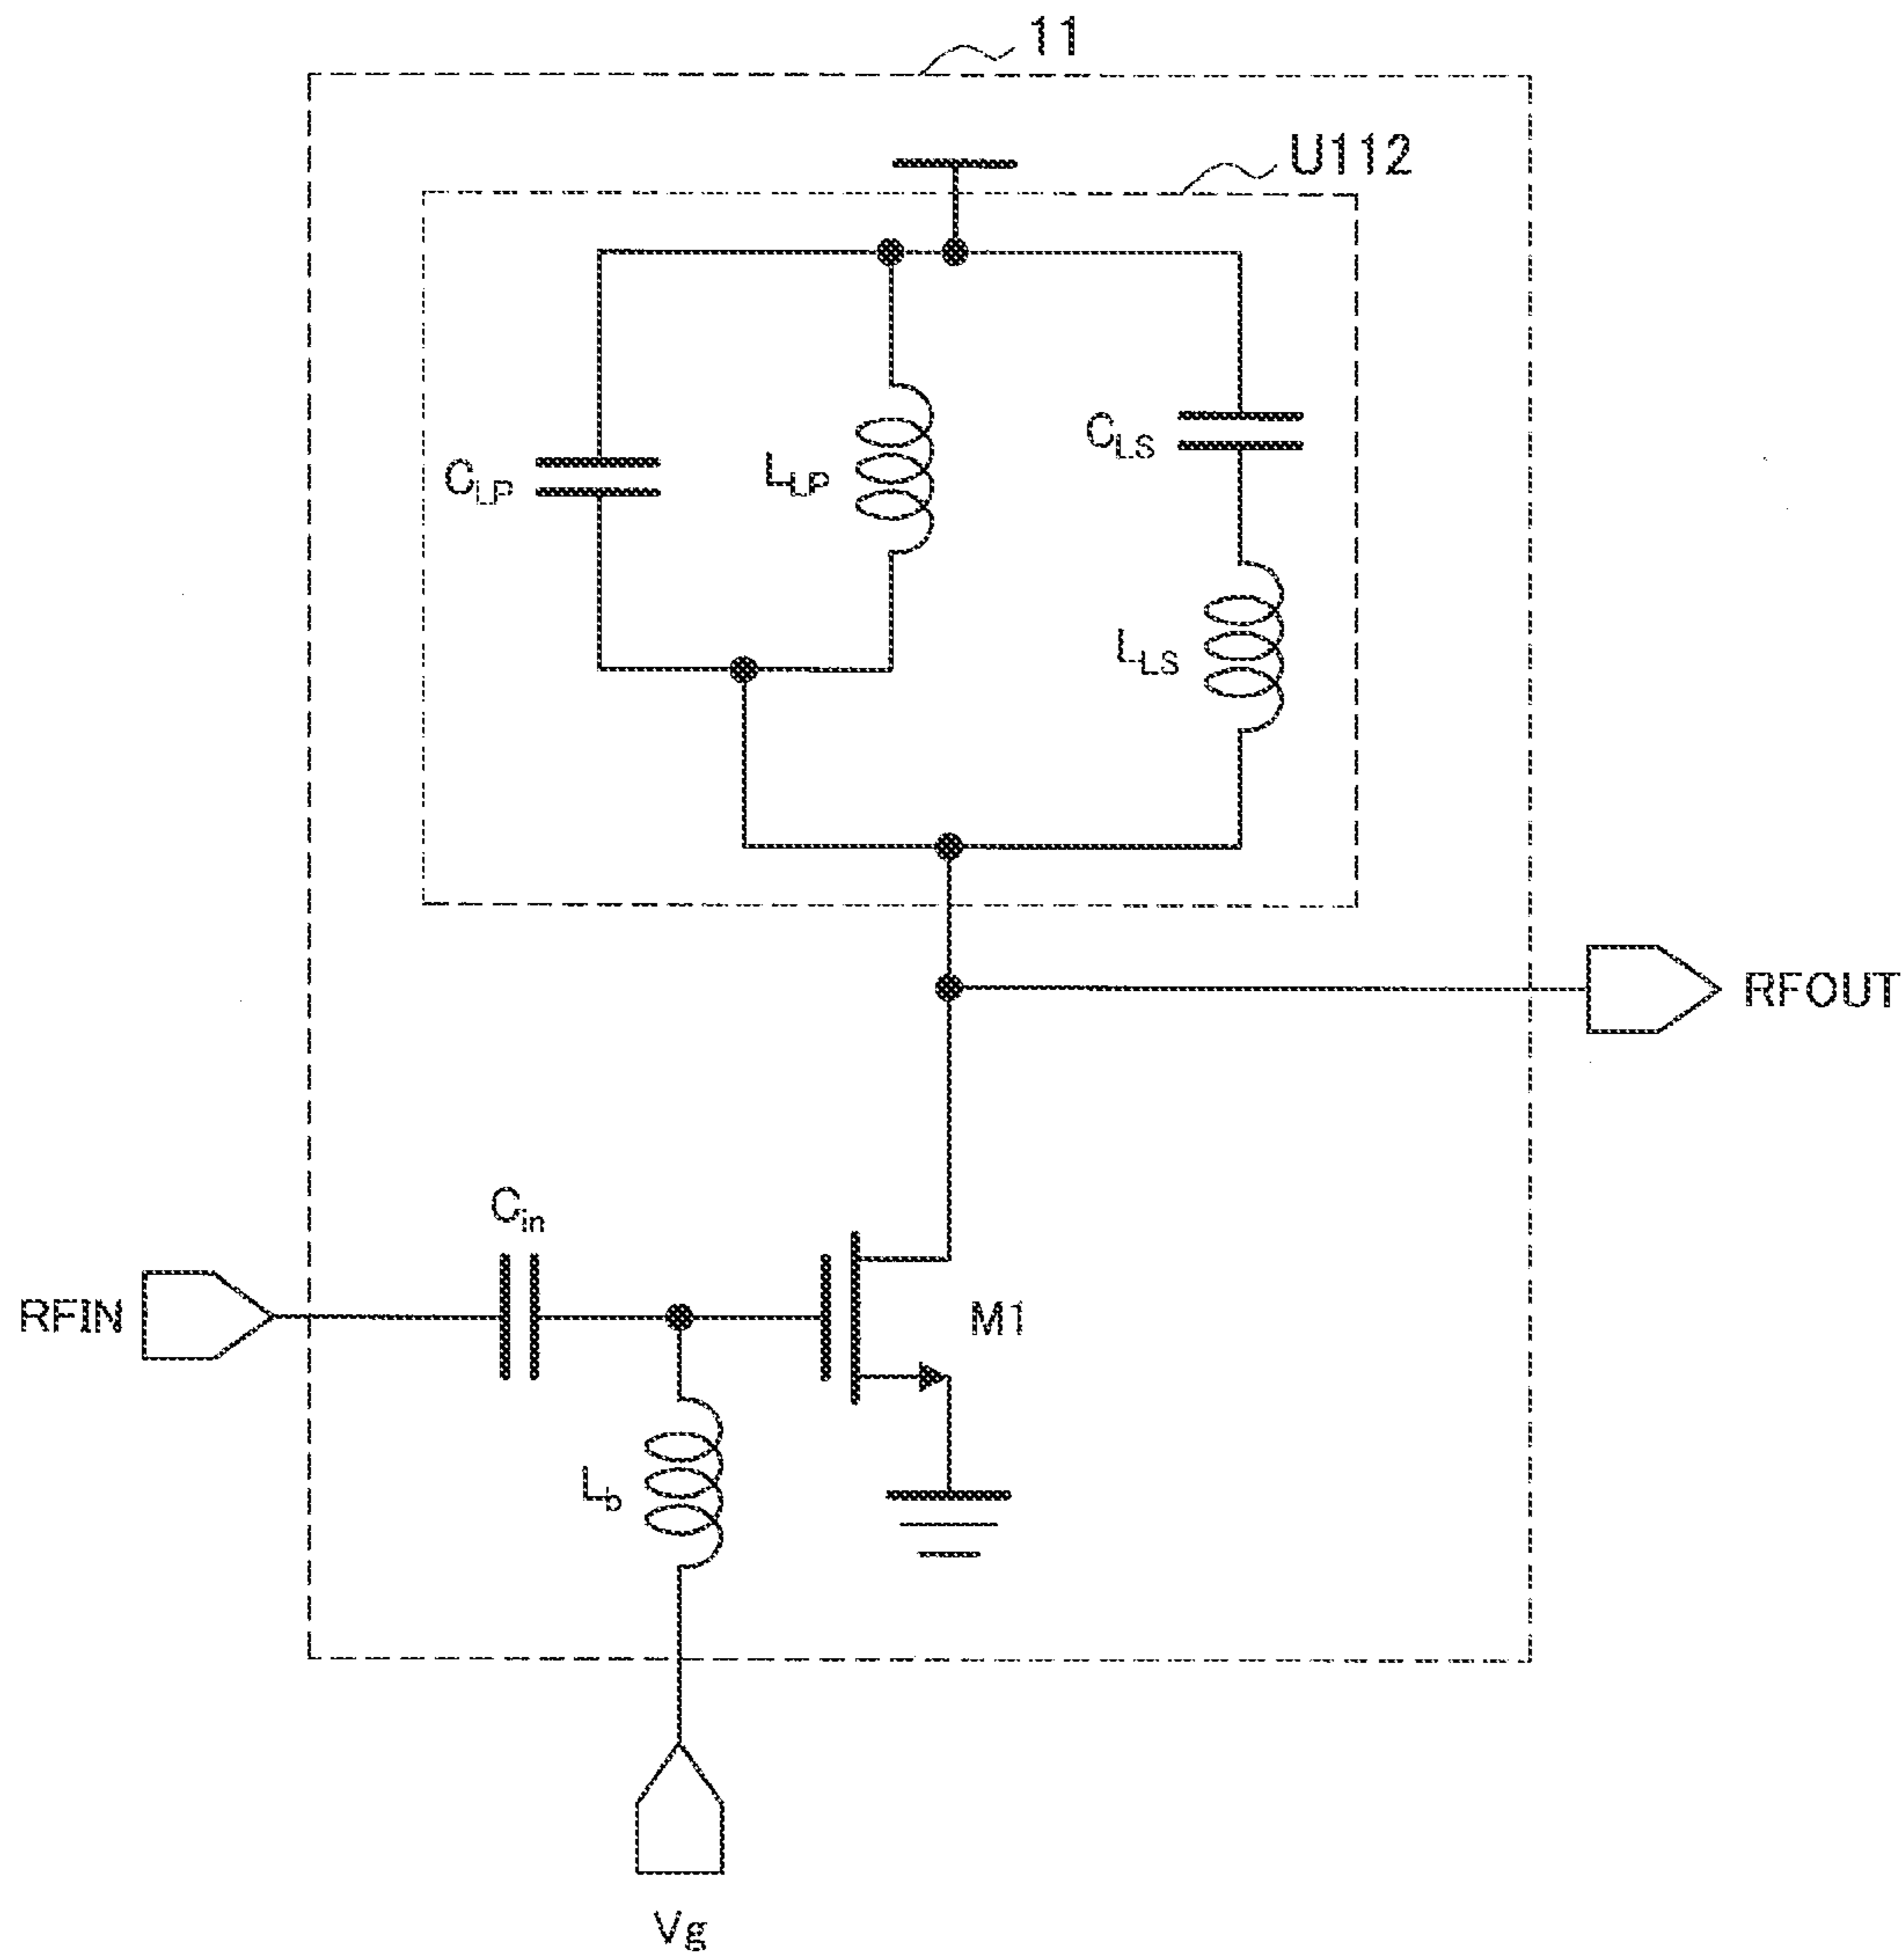 11
U112
C_LP
L_LP
C_LS
L_LS
RFOUT
C_in
RFIN
M1
L_b
Vg